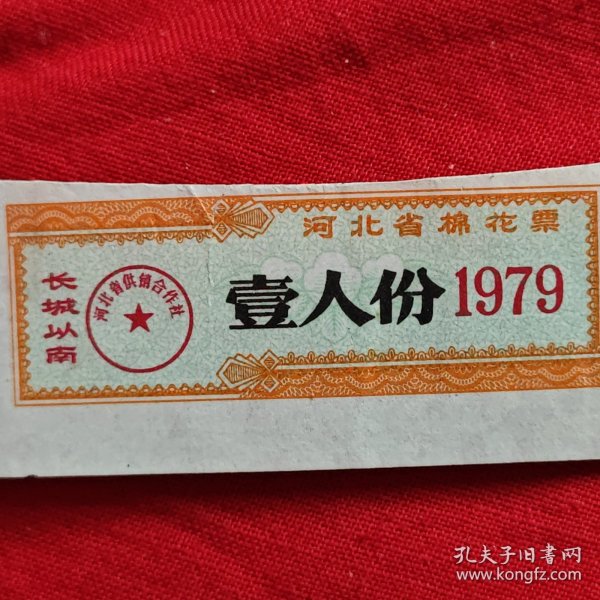 河北省棉花票
长城以南
河北省供销合作社
壹人份 1979
孔夫子旧书网
www.kongfz.com